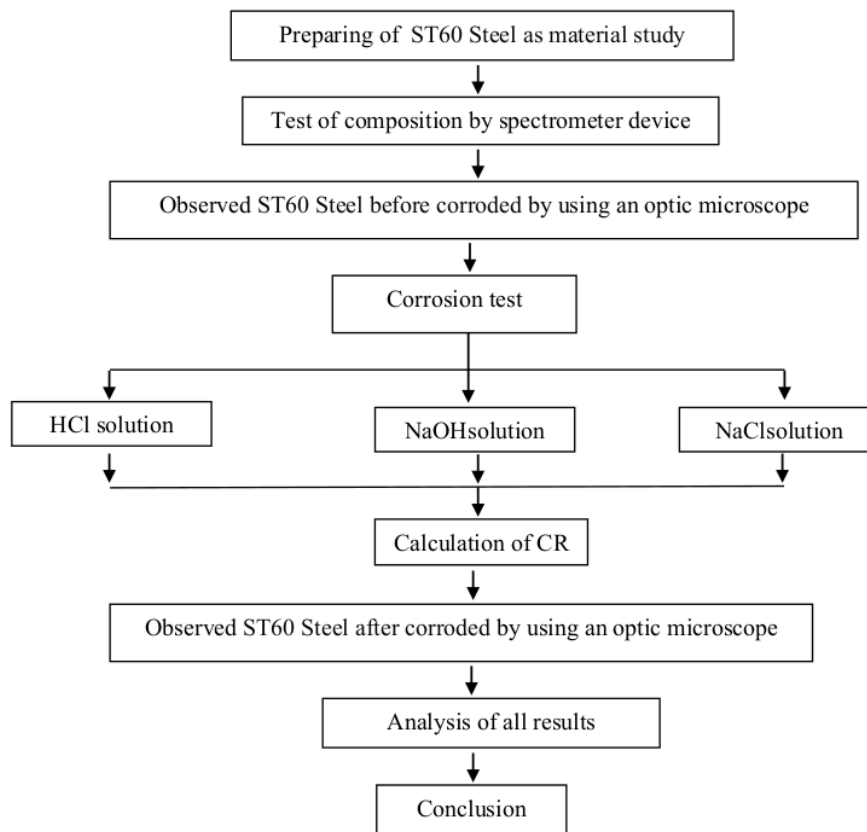 Preparing of ST60 Steel as material study
Test of composition by spectrometer device
Observed ST60 Steel before corroded by using an optic microscope
Corrosion test
HCl solution
NaOHsolution
NaClsolution
Calculation of CR
Observed ST60 Steel after corroded by using an optic microscope
Analysis of all results
Conclusion